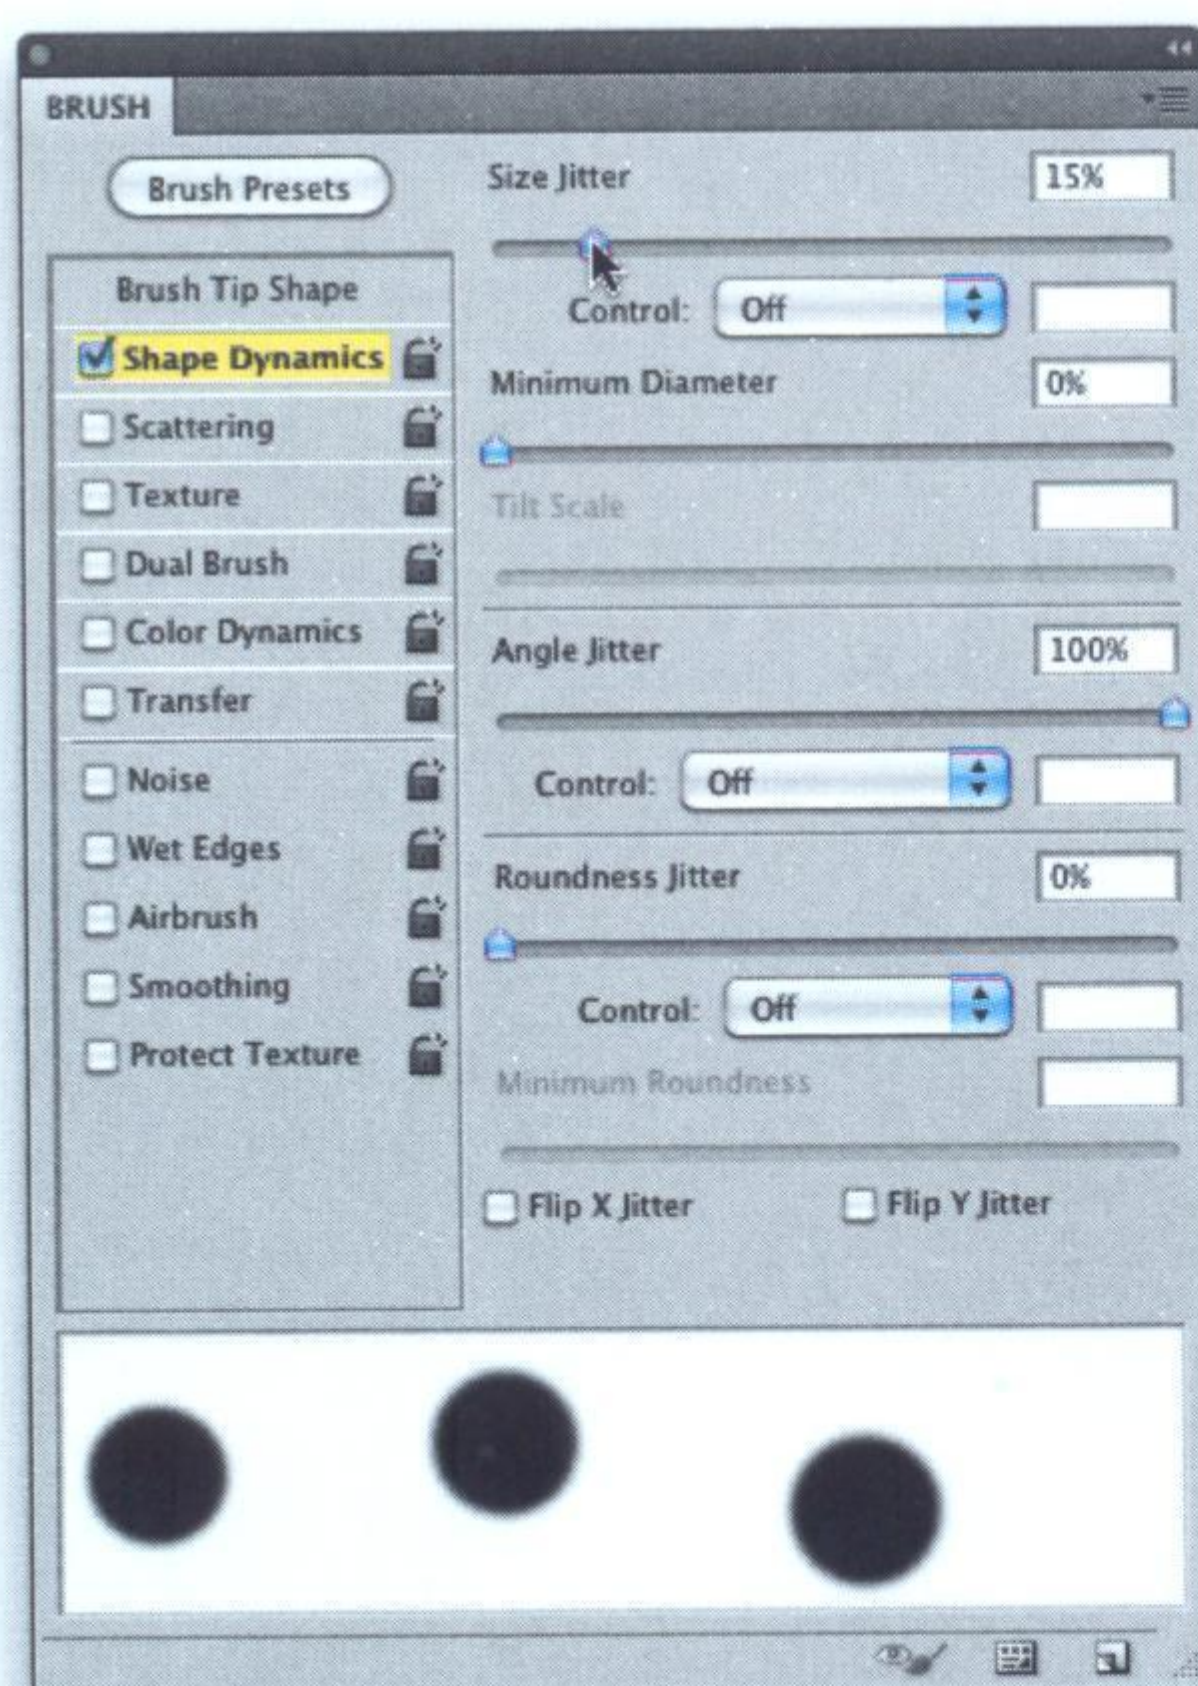 BRUSH
Brush Presets
Brush Tip Shape
Shape Dynamics
Scattering
Texture
Dual Brush
Color Dynamics
Transfer
Noise
Wet Edges
Airbrush
Smoothing
Protect Texture
Size Jitter 15%
Control: Off
Minimum Diameter 0%
Tilt Scale
Angle Jitter 100%
Control: Off
Roundness Jitter 0%
Control: Off
Minimum Roundness
Flip X Jitter Flip Y Jitter